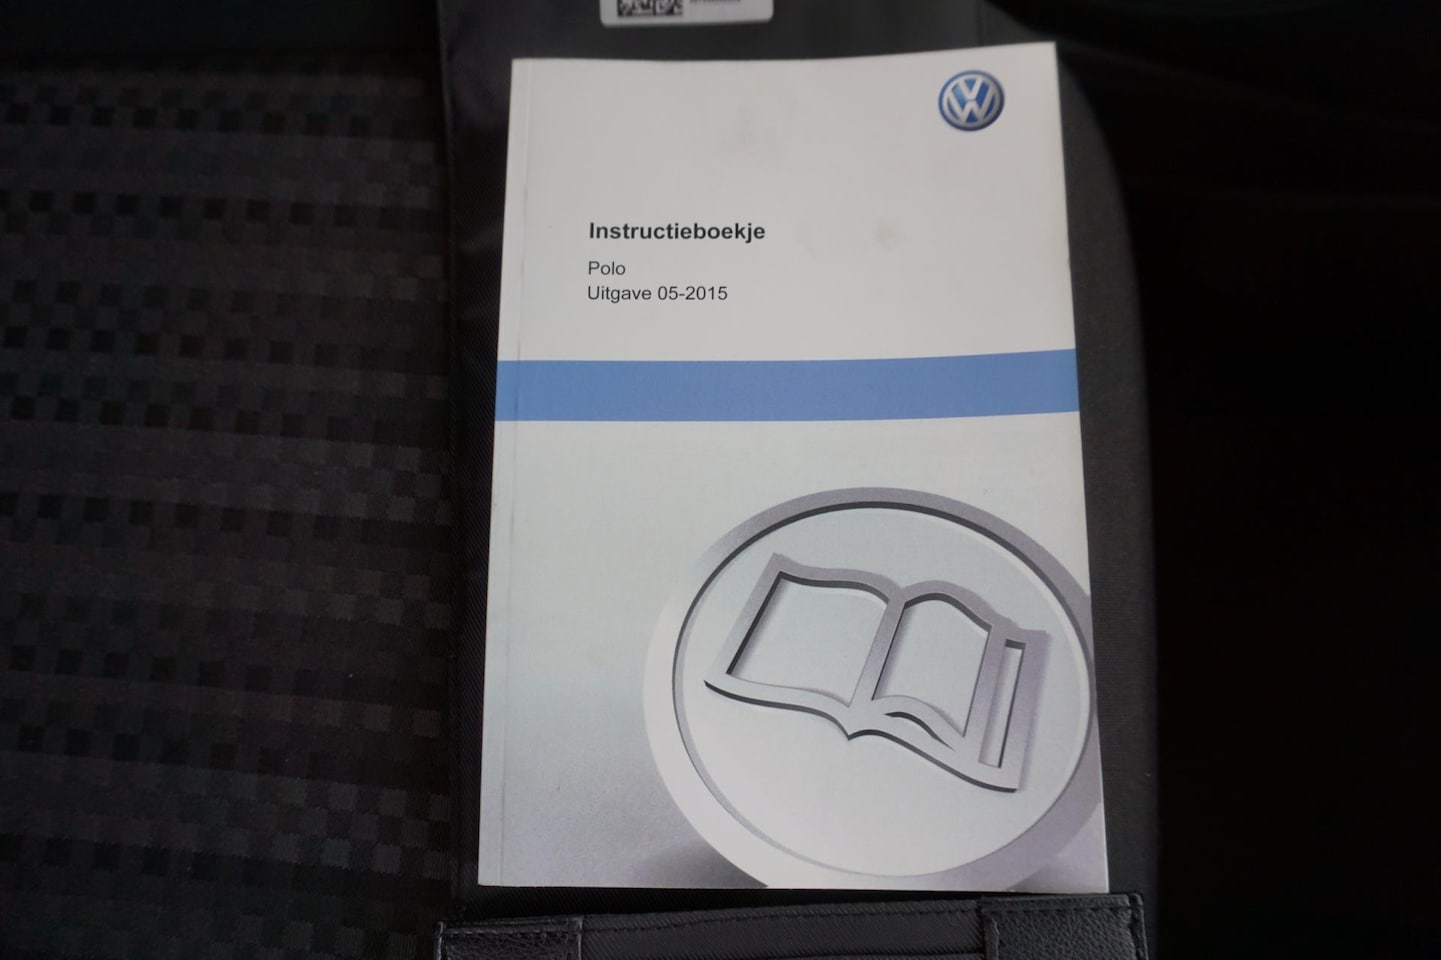 Instructieboekje
Polo
Uitgave 05-2015